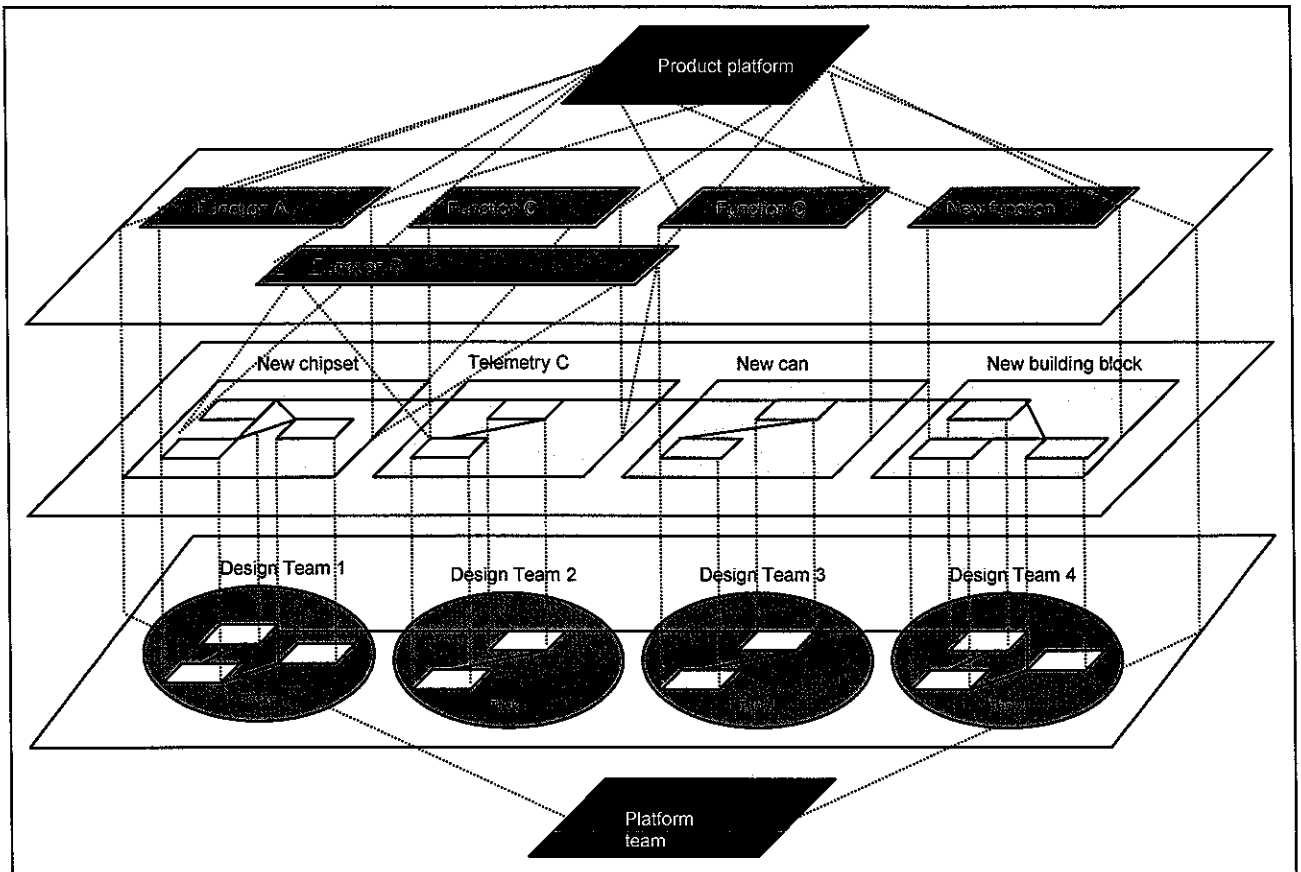 Product platform
Function A
Function C
Function C
New function
New chipset
Telemetry C
New can
New building block
Design Team 1
Design Team 2
Design Team 3
Design Team 4
Platform
team